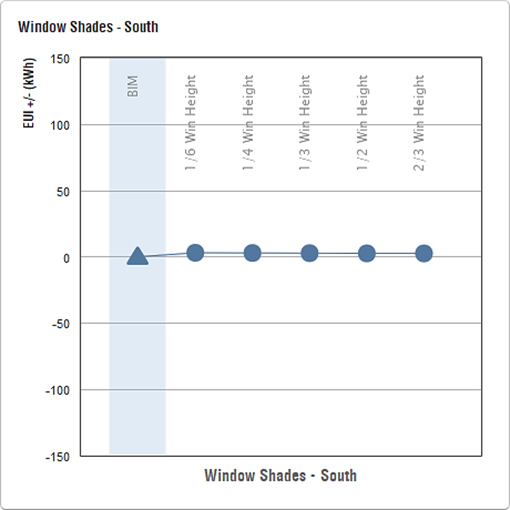 Window Shades - South
EUI +/- (kWh)
150
100
50
0
-50
-100
-150
BIM
1/6 Win Height
1/4 Win Height
1/3 Win Height
1/2 Win Height
2/3 Win Height
Window Shades - South